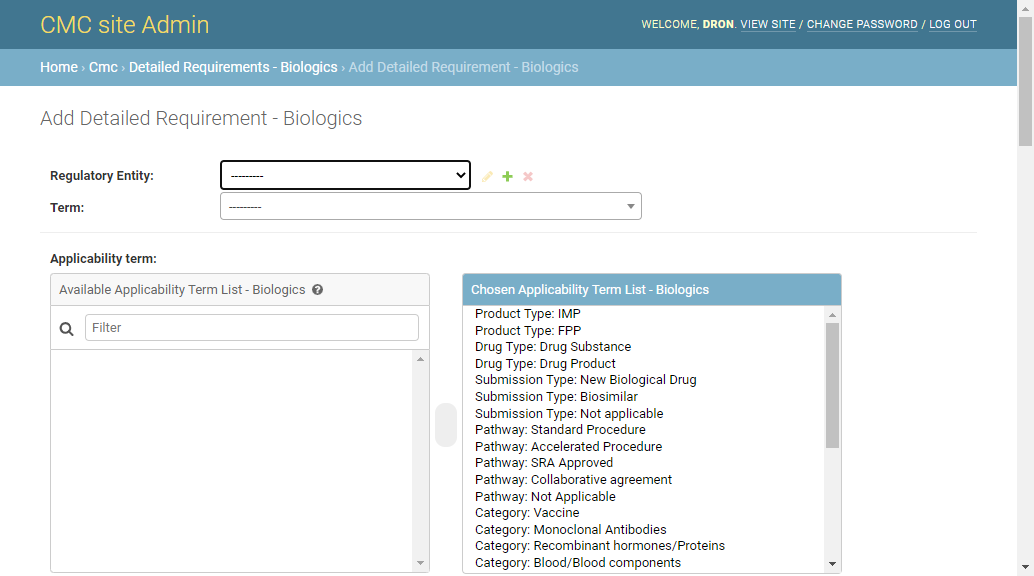 CMC site Admin
WELCOME, DRON. VIEW SITE / CHANGE PASSWORD / LOG OUT
Home › Cmc › Detailed Requirements - Biologics › Add Detailed Requirement - Biologics
Add Detailed Requirement - Biologics
Regulatory Entity:
---------
Term:
---------
Applicability term:
Available Applicability Term List - Biologics
Filter
Chosen Applicability Term List - Biologics
Product Type: IMP
Product Type: FPP
Drug Type: Drug Substance
Drug Type: Drug Product
Submission Type: New Biological Drug
Submission Type: Biosimilar
Submission Type: Not applicable
Pathway: Standard Procedure
Pathway: Accelerated Procedure
Pathway: SRA Approved
Pathway: Collaborative agreement
Pathway: Not Applicable
Category: Vaccine
Category: Monoclonal Antibodies
Category: Recombinant hormones/Proteins
Category: Blood/Blood components